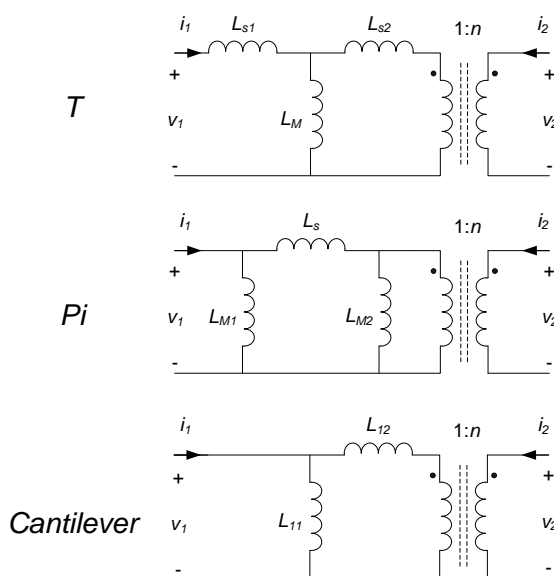 i1 Ls1 Ls2 1:n i2
+ +
T v1 LM v2
- -
i1 Ls 1:n i2
+ +
Pi v1 LM1 LM2 v2
- -
i1 L12 1:n i2
+ +
Cantilever v1 L11 v2
- -